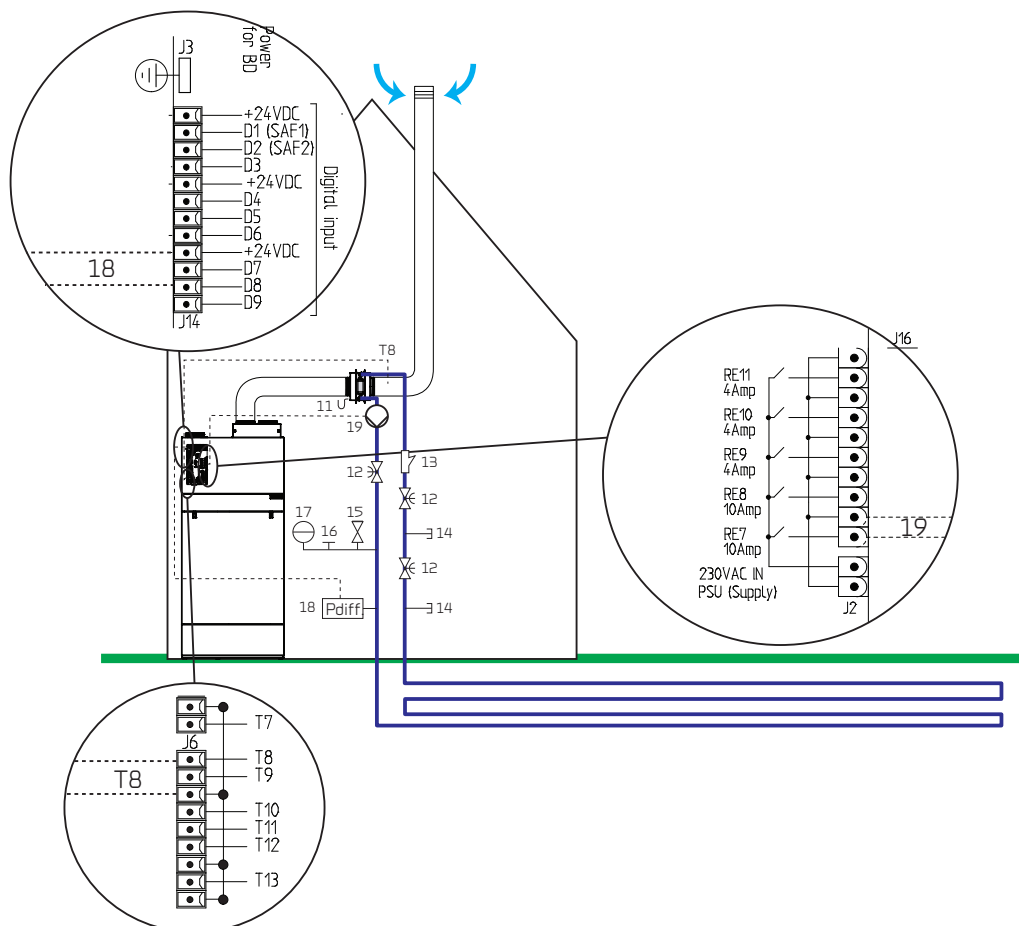 Power
for BD
J3
+24VDC
D1 (SAF1)
D2 (SAF2)
D3
+24VDC
D4
D5
D6
+24VDC
D7
D8
D9
Digital input
18
J14
T8
11
19
12
13
12
17
16
15
14
12
18
Pdiff
14
J16
RE11
4Amp
RE10
4Amp
RE9
4Amp
RE8
10Amp
RE7
10Amp
19
230VAC IN
PSU (Supply)
J2
T7
J6
T8
T9
T8
T10
T11
T12
T13